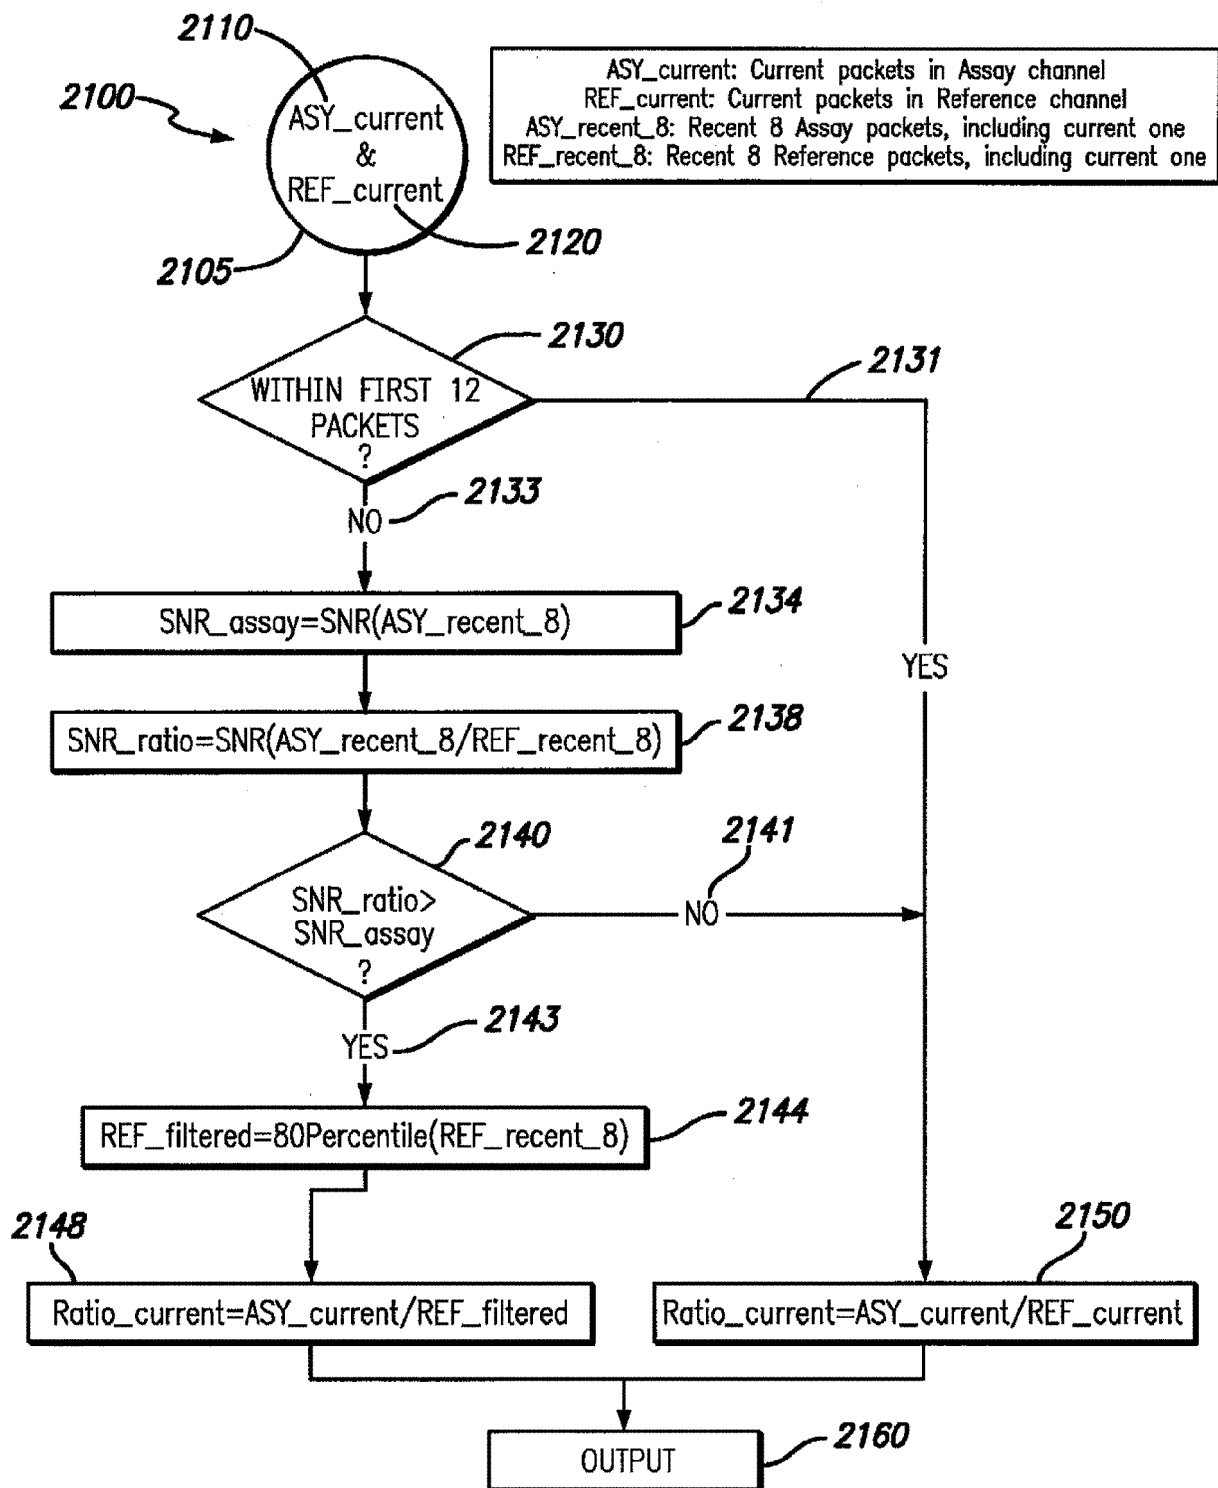 2110
2100
ASY_current
&
REF_current
2120
2105
ASY_current: Current packets in Assay channel
REF_current: Current packets in Reference channel
ASY_recent_8: Recent 8 Assay packets, including current one
REF_recent_8: Recent 8 Reference packets, including current one
2130
2131
WITHIN FIRST 12
PACKETS
?
2133
NO
SNR_assay=SNR(ASY_recent_8)
2134
YES
SNR_ratio=SNR(ASY_recent_8/REF_recent_8)
2138
2140
2141
SNR_ratio>
SNR_assay
?
NO
2143
YES
REF_filtered=80Percentile(REF_recent_8)
2144
2148
2150
Ratio_current=ASY_current/REF_filtered
Ratio_current=ASY_current/REF_current
OUTPUT
2160